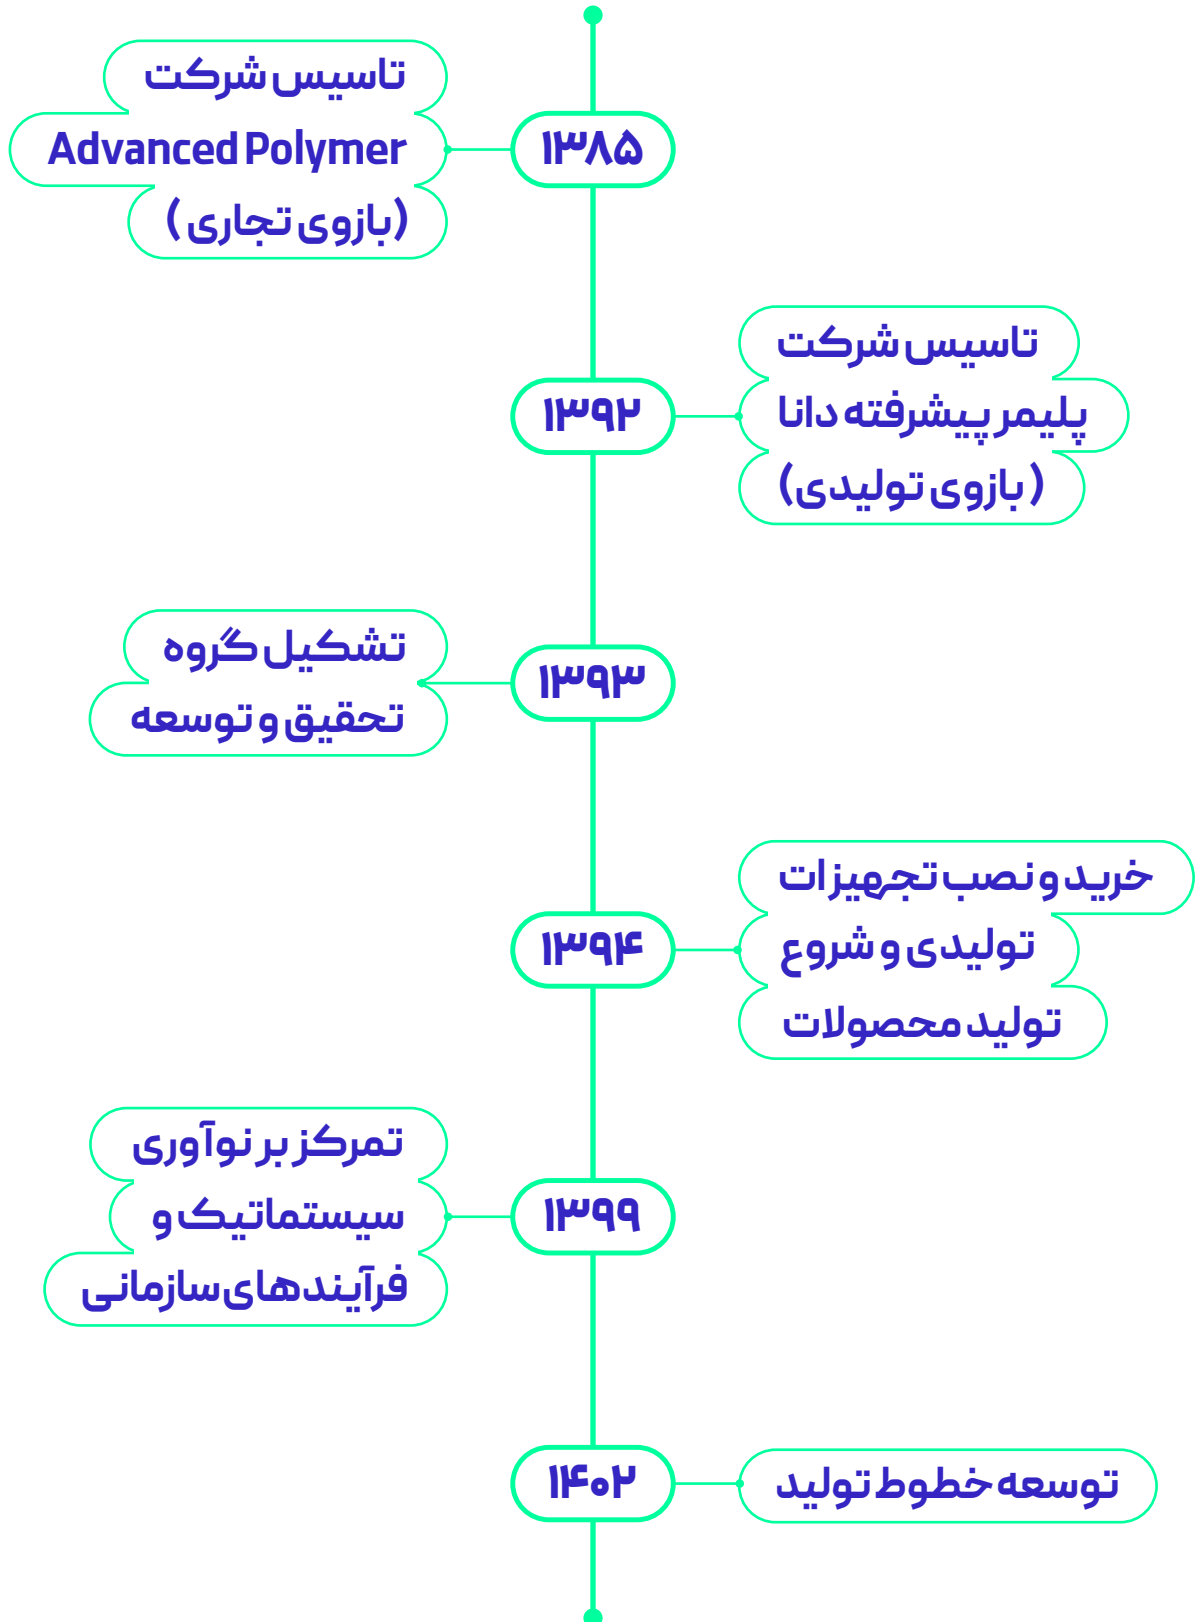 ۱۳۸۵
تاسیس شرکت
Advanced Polymer
(بازوی تجاری )
۱۳۹۲
تاسیس شرکت
پلیمر پیشرفته دانا
( بازوی تولیدی)
۱۳۹۳
تشکیل گروه
تحقیق و توسعه
۱۳۹۴
خرید و نصب تجهیزات
تولیدی و شروع
تولید محصولات
۱۳۹۹
تمرکز بر نوآوری
سیستماتیک و
فرآیندهای سازمانی
۱۴۰۲
توسعه خطوط تولید